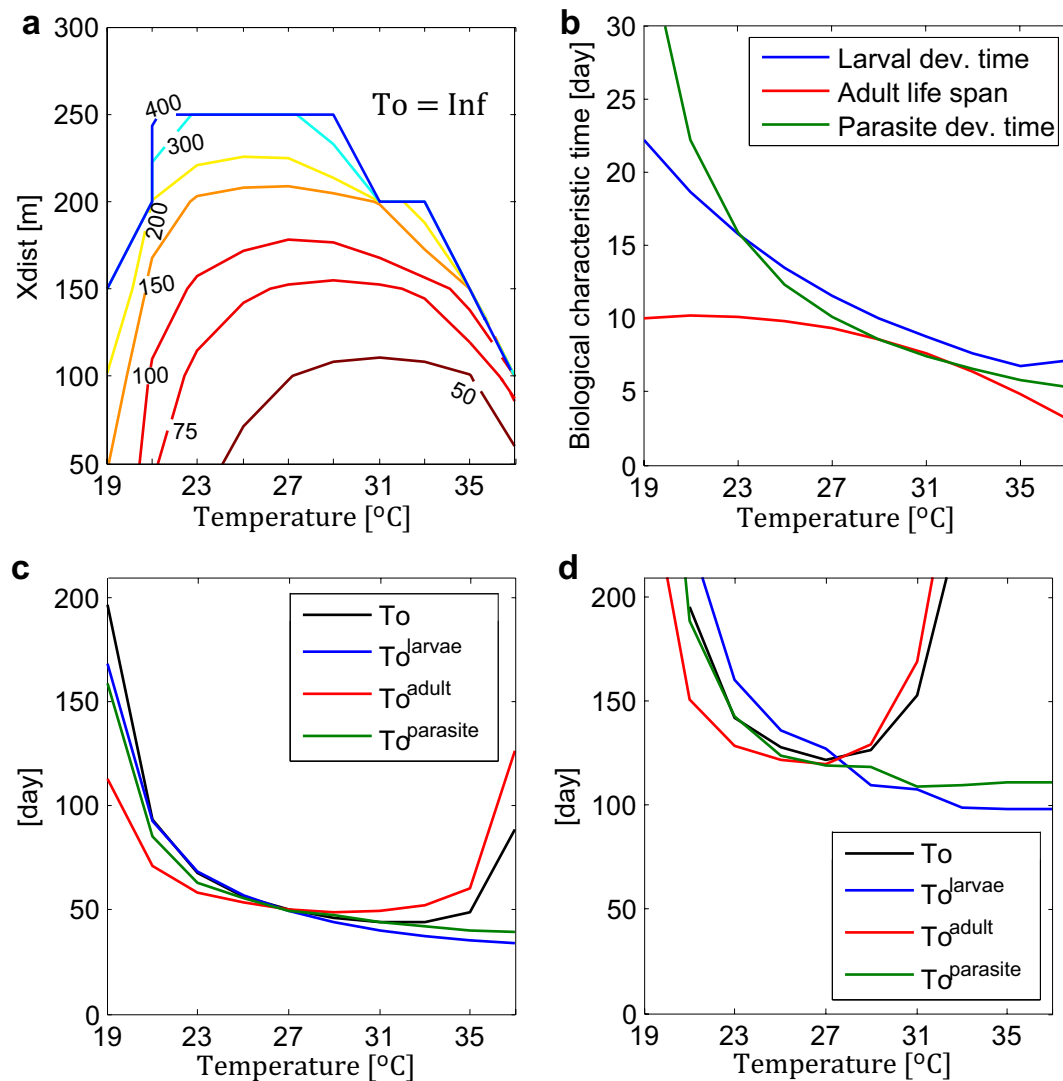 a
300
250
200
150
100
50
Xdist [m]
400
300
200
150
100
75
50
To = Inf
19 23 27 31 35
Temperature [°C]
b
30
25
20
15
10
5
0
Biological characteristic time [day]
Larval dev. time
Adult life span
Parasite dev. time
19 23 27 31 35
Temperature [°C]
c
200
150
100
50
0
[day]
To
To^larvae
To^adult
To^parasite
19 23 27 31 35
Temperature [°C]
d
200
150
100
50
0
[day]
To
To^larvae
To^adult
To^parasite
19 23 27 31 35
Temperature [°C]